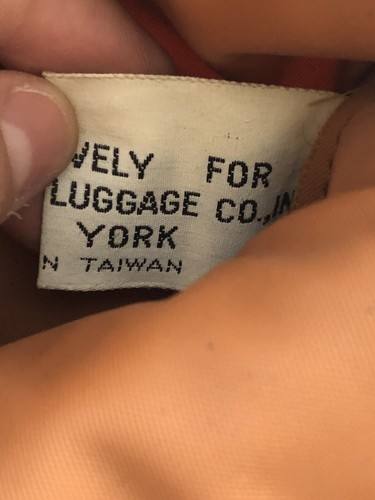 VELY FOR
LUGGAGE CO., IN
YORK
N TAIWAN